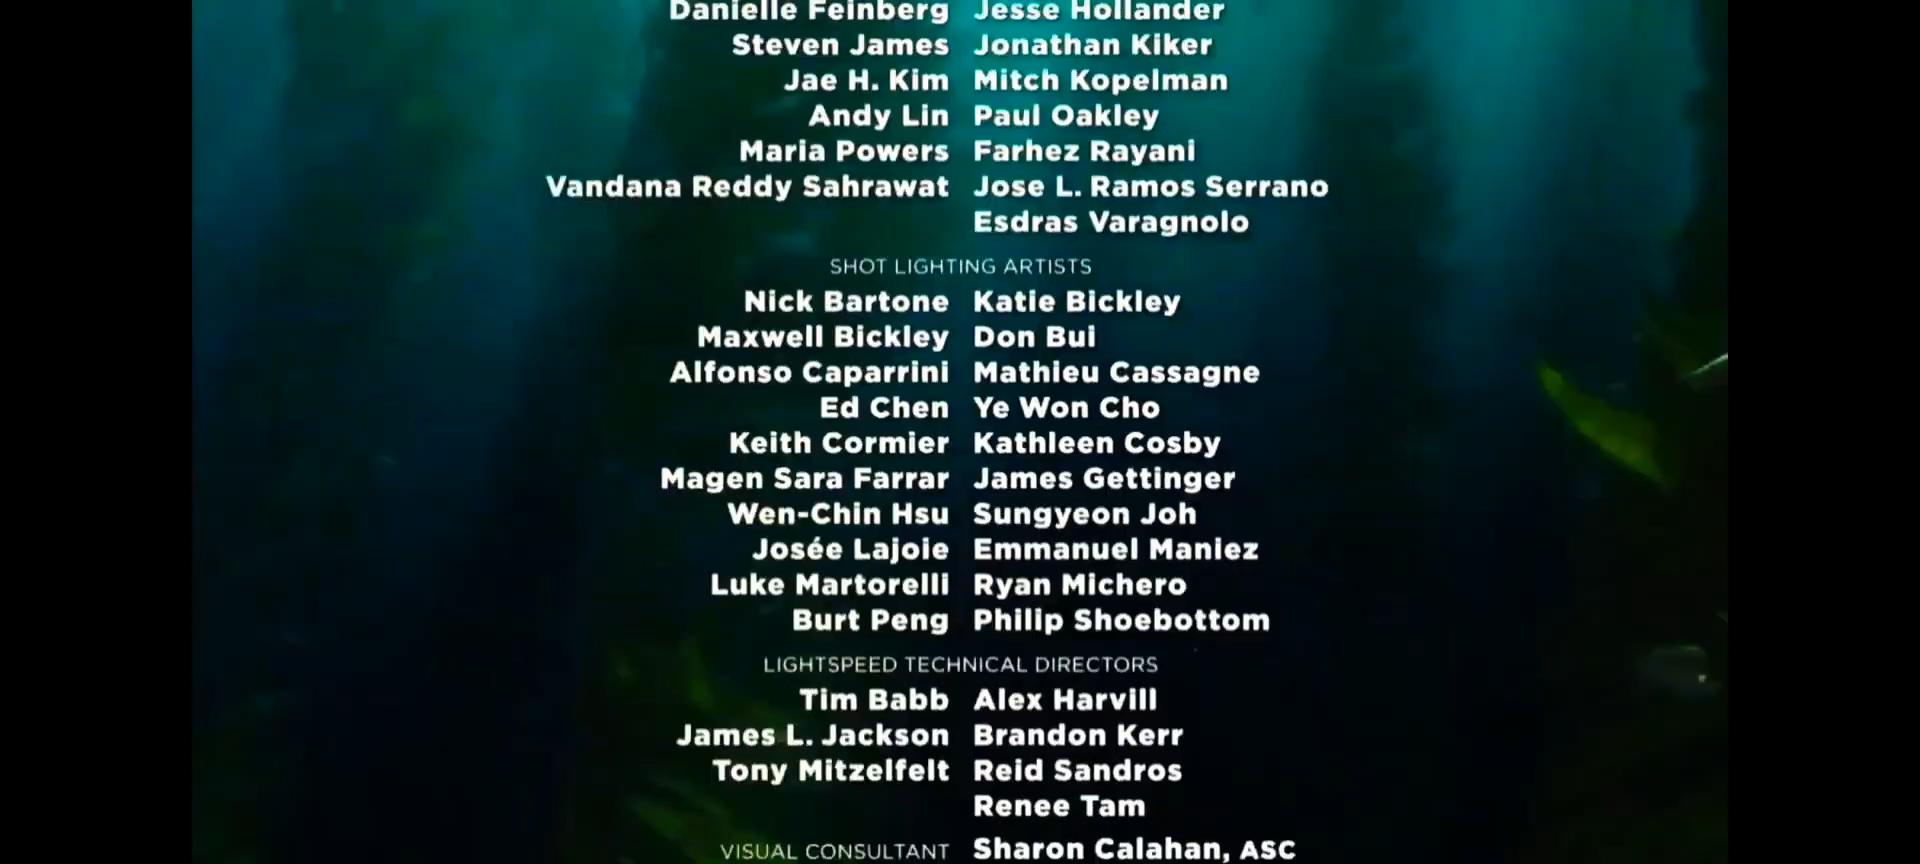 Danielle Feinberg Jesse Hollander
Steven James Jonathan Kiker
Jae H. Kim Mitch Kopelman
Andy Lin Paul Oakley
Maria Powers Farhez Rayani
Vandana Reddy Sahrawat Jose L. Ramos Serrano
Esdras Varagnolo
SHOT LIGHTING ARTISTS
Nick Bartone Katie Bickley
Maxwell Bickley Don Bui
Alfonso Caparrini Mathieu Cassagne
Ed Chen Ye Won Cho
Keith Cormier Kathleen Cosby
Magen Sara Farrar James Gettinger
Wen-Chin Hsu Sungyeon Joh
Josée Lajoie Emmanuel Maniez
Luke Martorelli Ryan Michero
Burt Peng Philip Shoebottom
LIGHTSPEED TECHNICAL DIRECTORS
Tim Babb Alex Harvill
James L. Jackson Brandon Kerr
Tony Mitzelfelt Reid Sandros
Renee Tam
VISUAL CONSULTANT Sharon Calahan, ASC